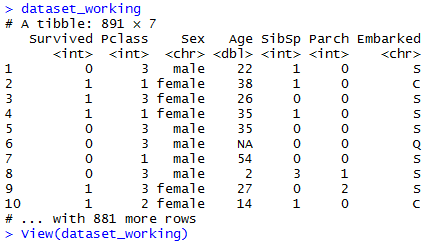 > dataset_working
# A tibble: 891 × 7
Survived Pclass Sex Age SibSp Parch Embarked
<int> <int> <chr> <dbl> <int> <int> <chr>
1 0 3 male 22 1 0 S
2 1 1 female 38 1 0 C
3 1 3 female 26 0 0 S
4 1 1 female 35 1 0 S
5 0 3 male 35 0 0 S
6 0 3 male NA 0 0 Q
7 0 1 male 54 0 0 S
8 0 3 male 2 3 1 S
9 1 3 female 27 0 2 S
10 1 2 female 14 1 0 C
# ... with 881 more rows
> View(dataset_working)